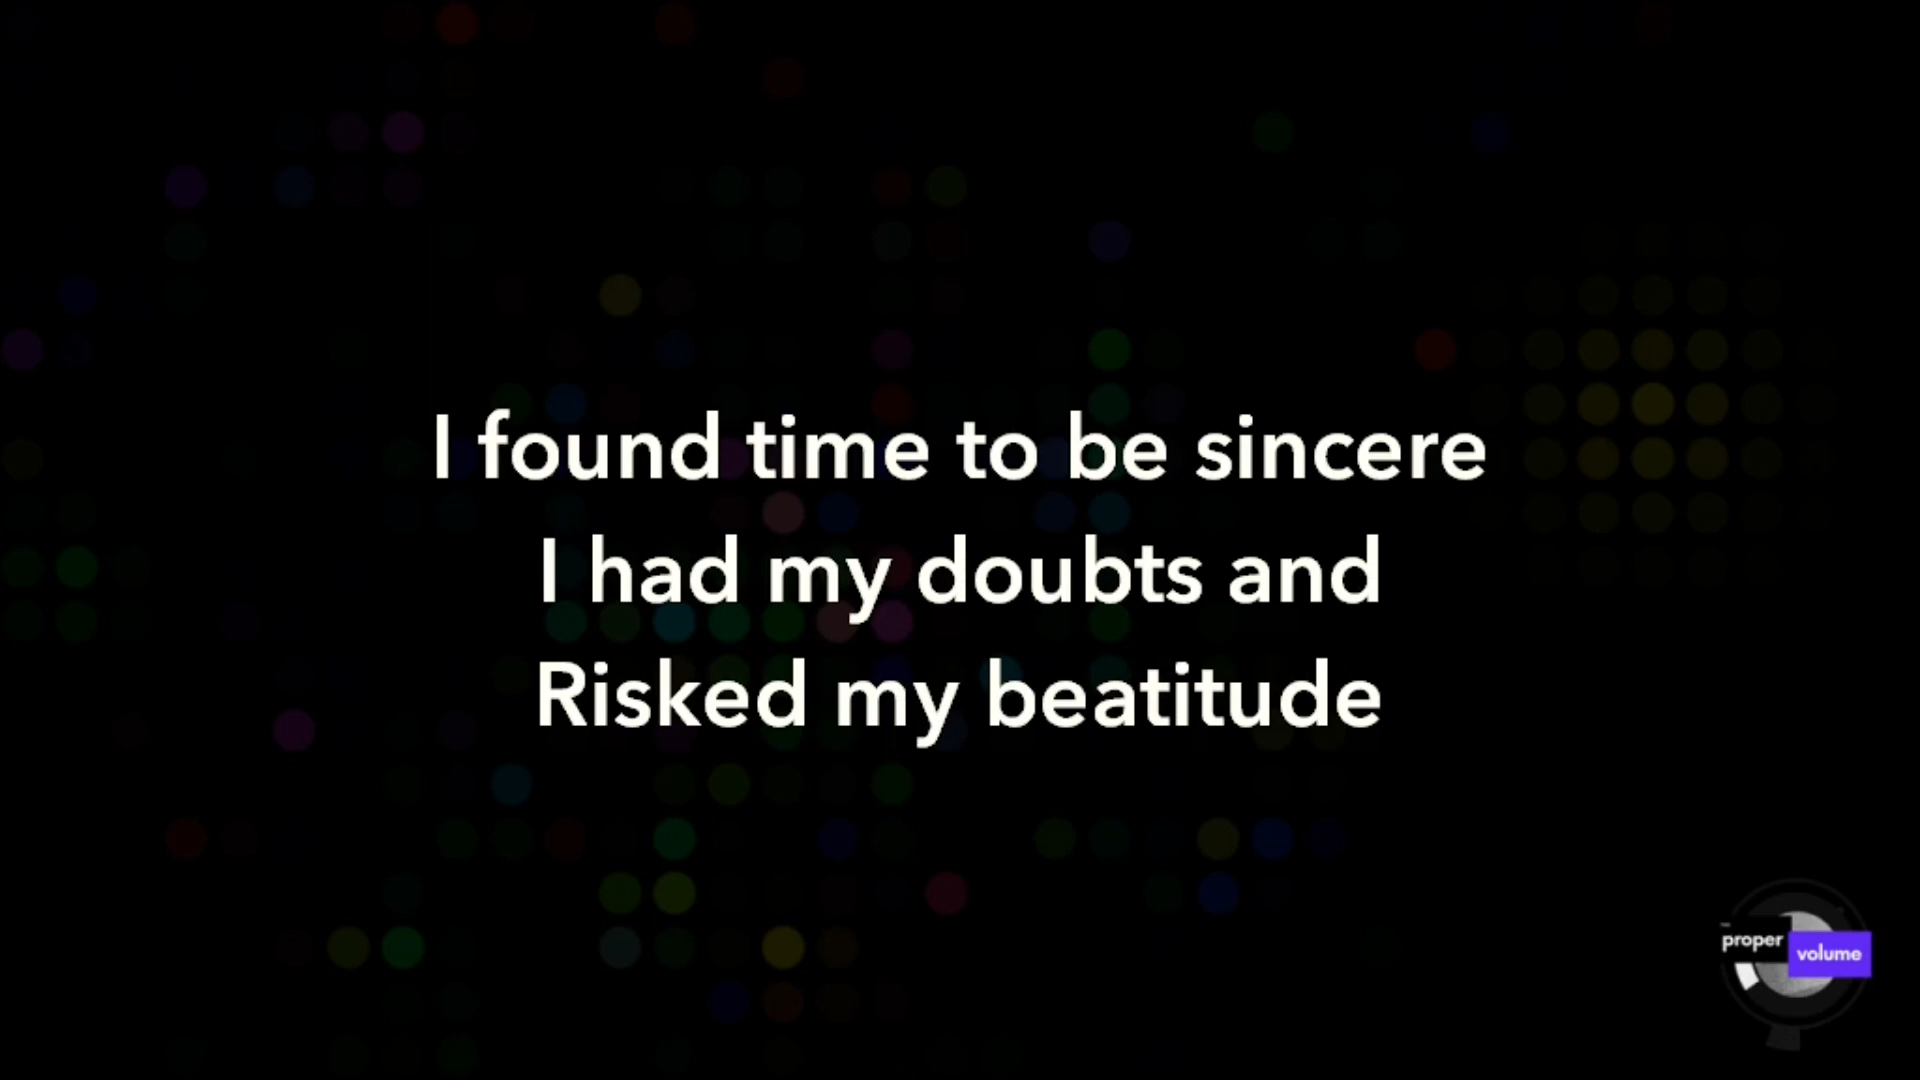 I found time to be sincere
I had my doubts and
Risked my beatitude
proper
volume